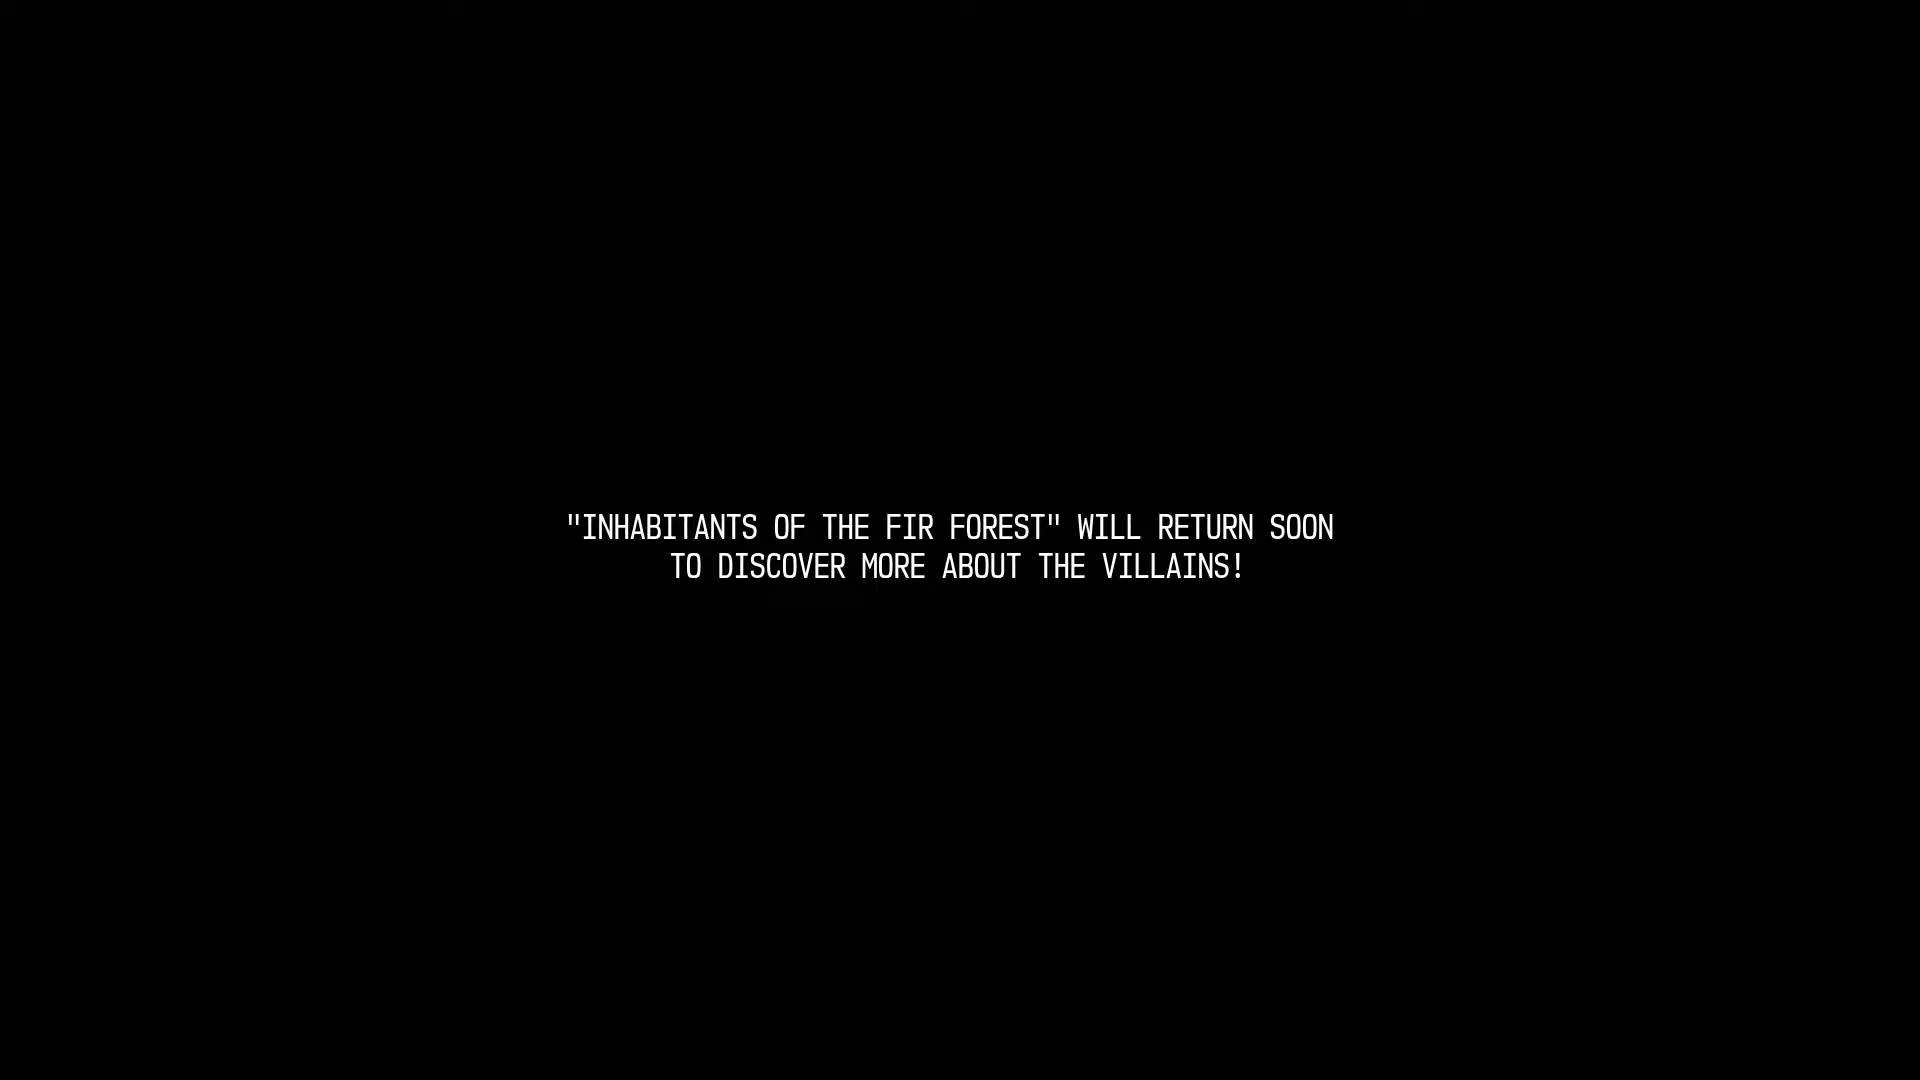 "INHABITANTS OF THE FIR FOREST" WILL RETURN SOON
TO DISCOVER MORE ABOUT THE VILLAINS!